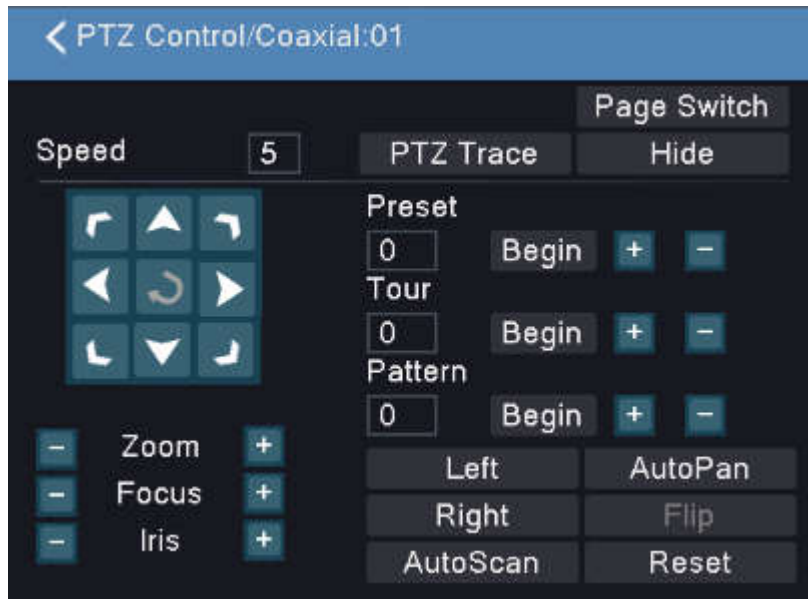 PTZ Control/Coaxial:01
Page Switch
Speed 5 PTZ Trace Hide
Preset
0 Begin + -
Tour
0 Begin + -
Pattern
0 Begin + -
- Zoom +
- Focus +
- Iris +
Left AutoPan
Right Flip
AutoScan Reset